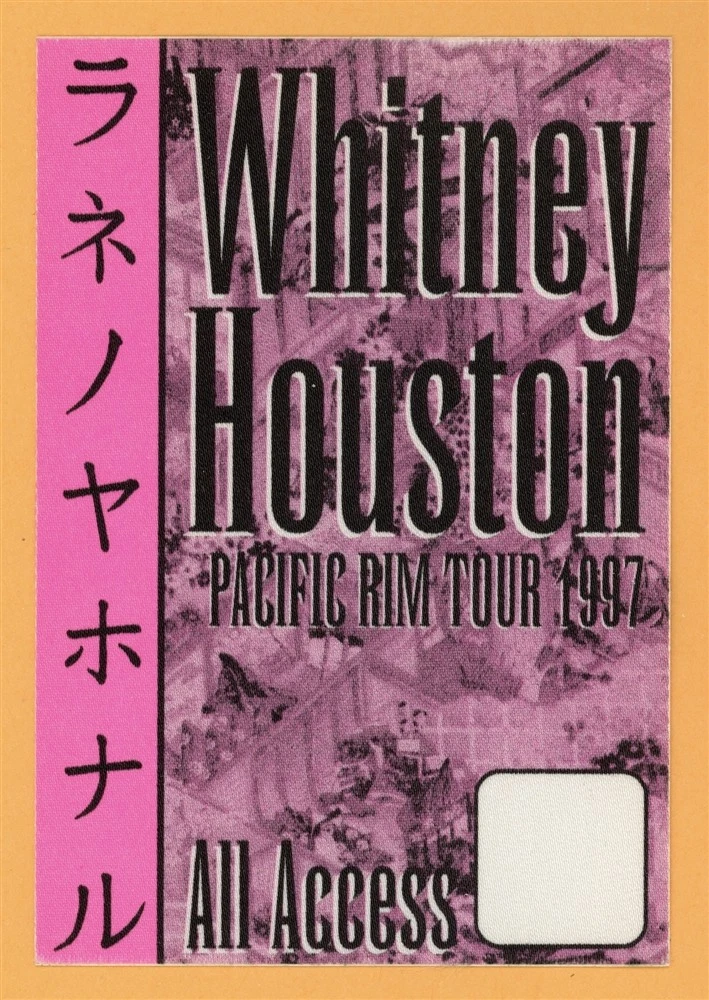 ラネノヤホナル
Whitney
Houston
PACIFIC RIM TOUR 1997
All Access